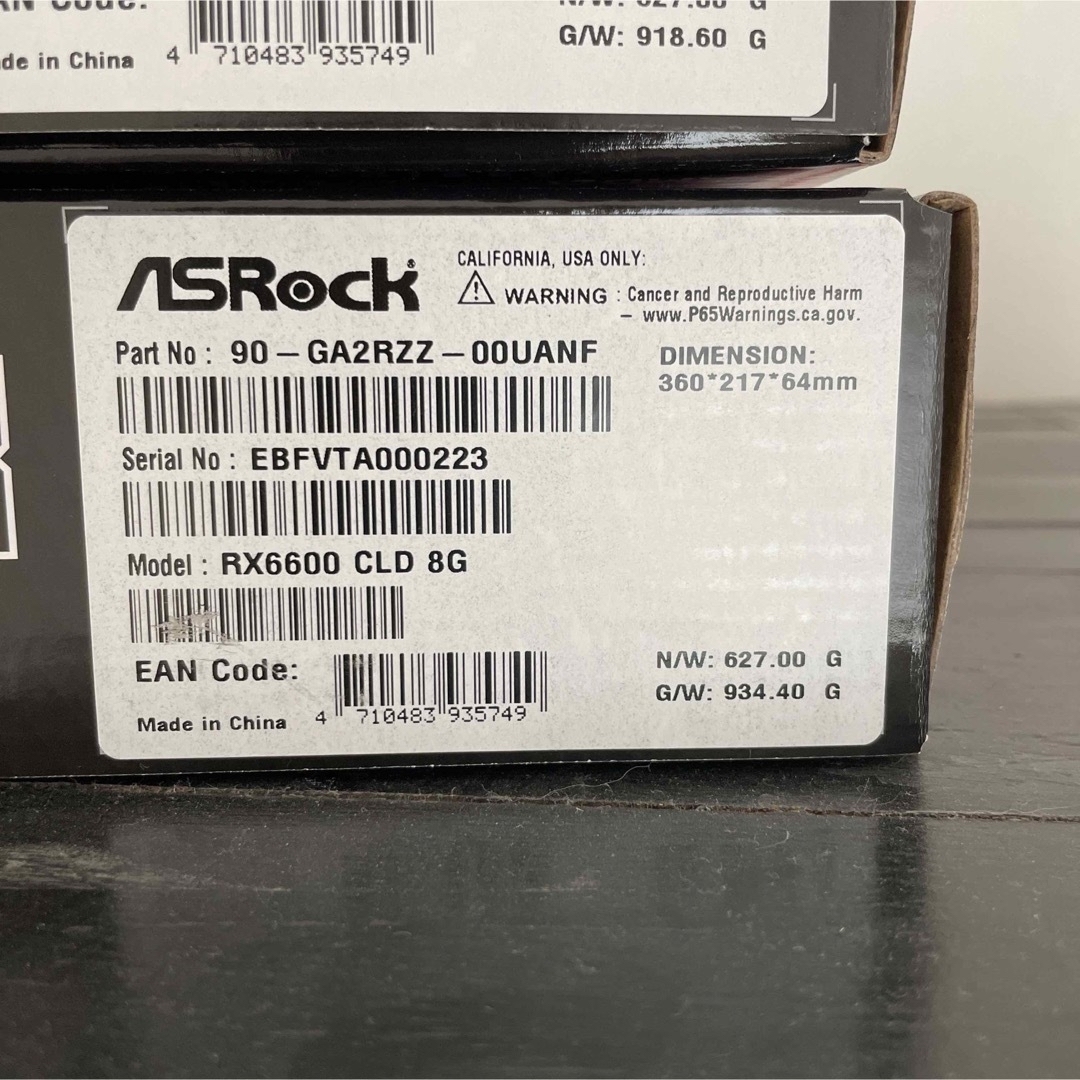 Code:
G/W: 918.60 G
Made in China
4 710483 935749
ASRock
CALIFORNIA, USA ONLY:
WARNING : Cancer and Reproductive Harm
– www.P65Warnings.ca.gov.
Part No : 90-GA2RZZ-00UANF
DIMENSION:
360*217*64mm
Serial No : EBFVTA000223
Model : RX6600 CLD 8G
EAN Code:
4 710483 935749
Made in China
N/W: 627.00 G
G/W: 934.40 G